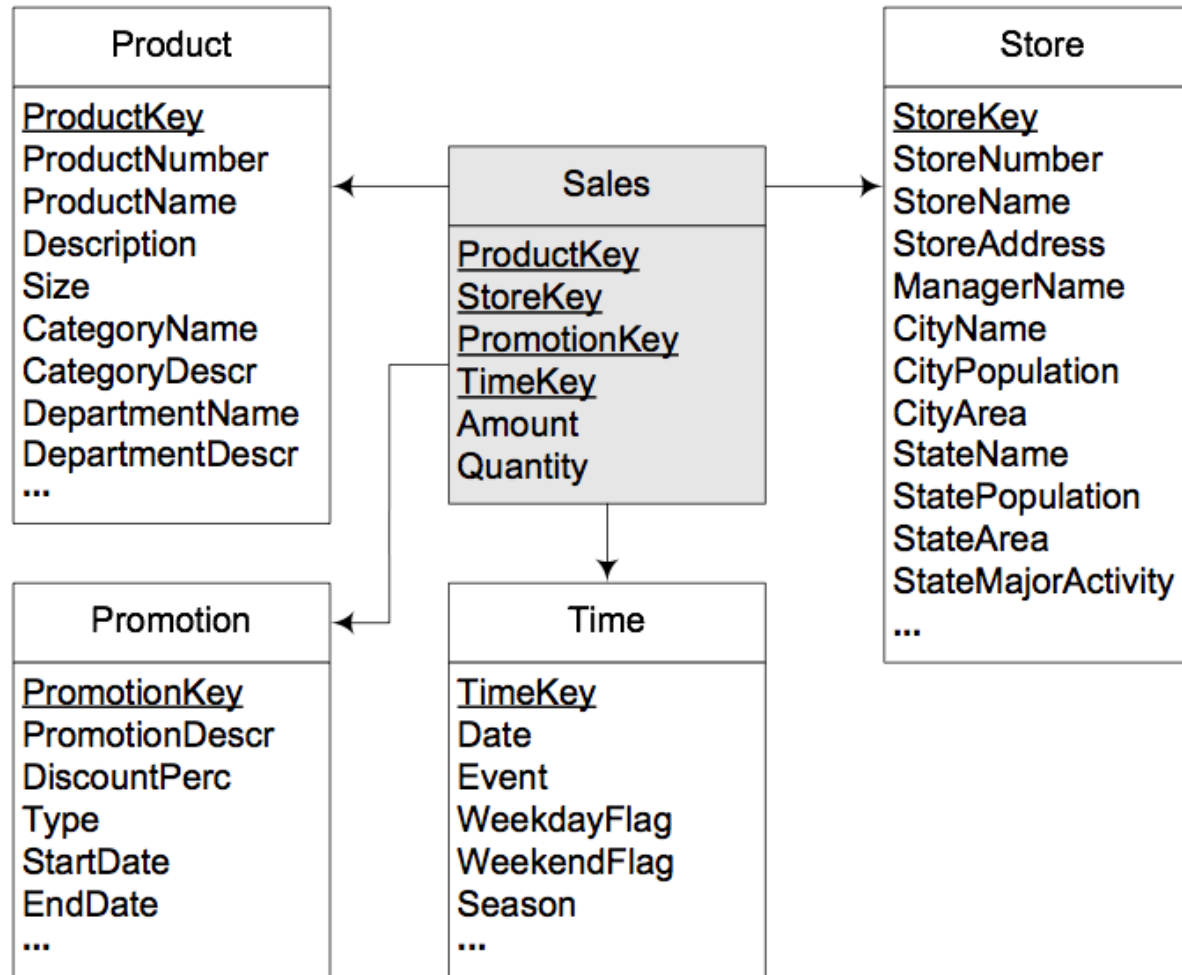 Product
ProductKey
ProductNumber
ProductName
Description
Size
CategoryName
CategoryDescr
DepartmentName
DepartmentDescr
...
Sales
ProductKey
StoreKey
PromotionKey
TimeKey
Amount
Quantity
Store
StoreKey
StoreNumber
StoreName
StoreAddress
ManagerName
CityName
CityPopulation
CityArea
StateName
StatePopulation
StateArea
StateMajorActivity
...
Promotion
PromotionKey
PromotionDescr
DiscountPerc
Type
StartDate
EndDate
...
Time
TimeKey
Date
Event
WeekdayFlag
WeekendFlag
Season
...